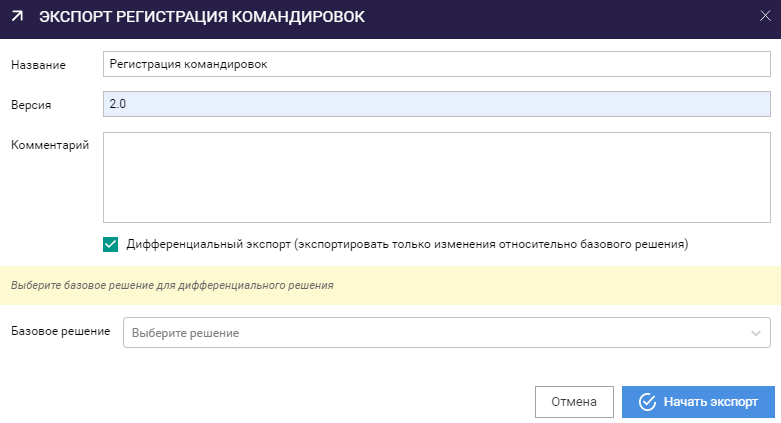 ЭКСПОРТ РЕГИСТРАЦИЯ КОМАНДИРОВОК
Название
Регистрация командировок
Версия
2.0
Комментарий
Дифференциальный экспорт (экспортировать только изменения относительно базового решения)
Выберите базовое решение для дифференциального решения
Базовое решение
Выберите решение
Отмена
Начать экспорт